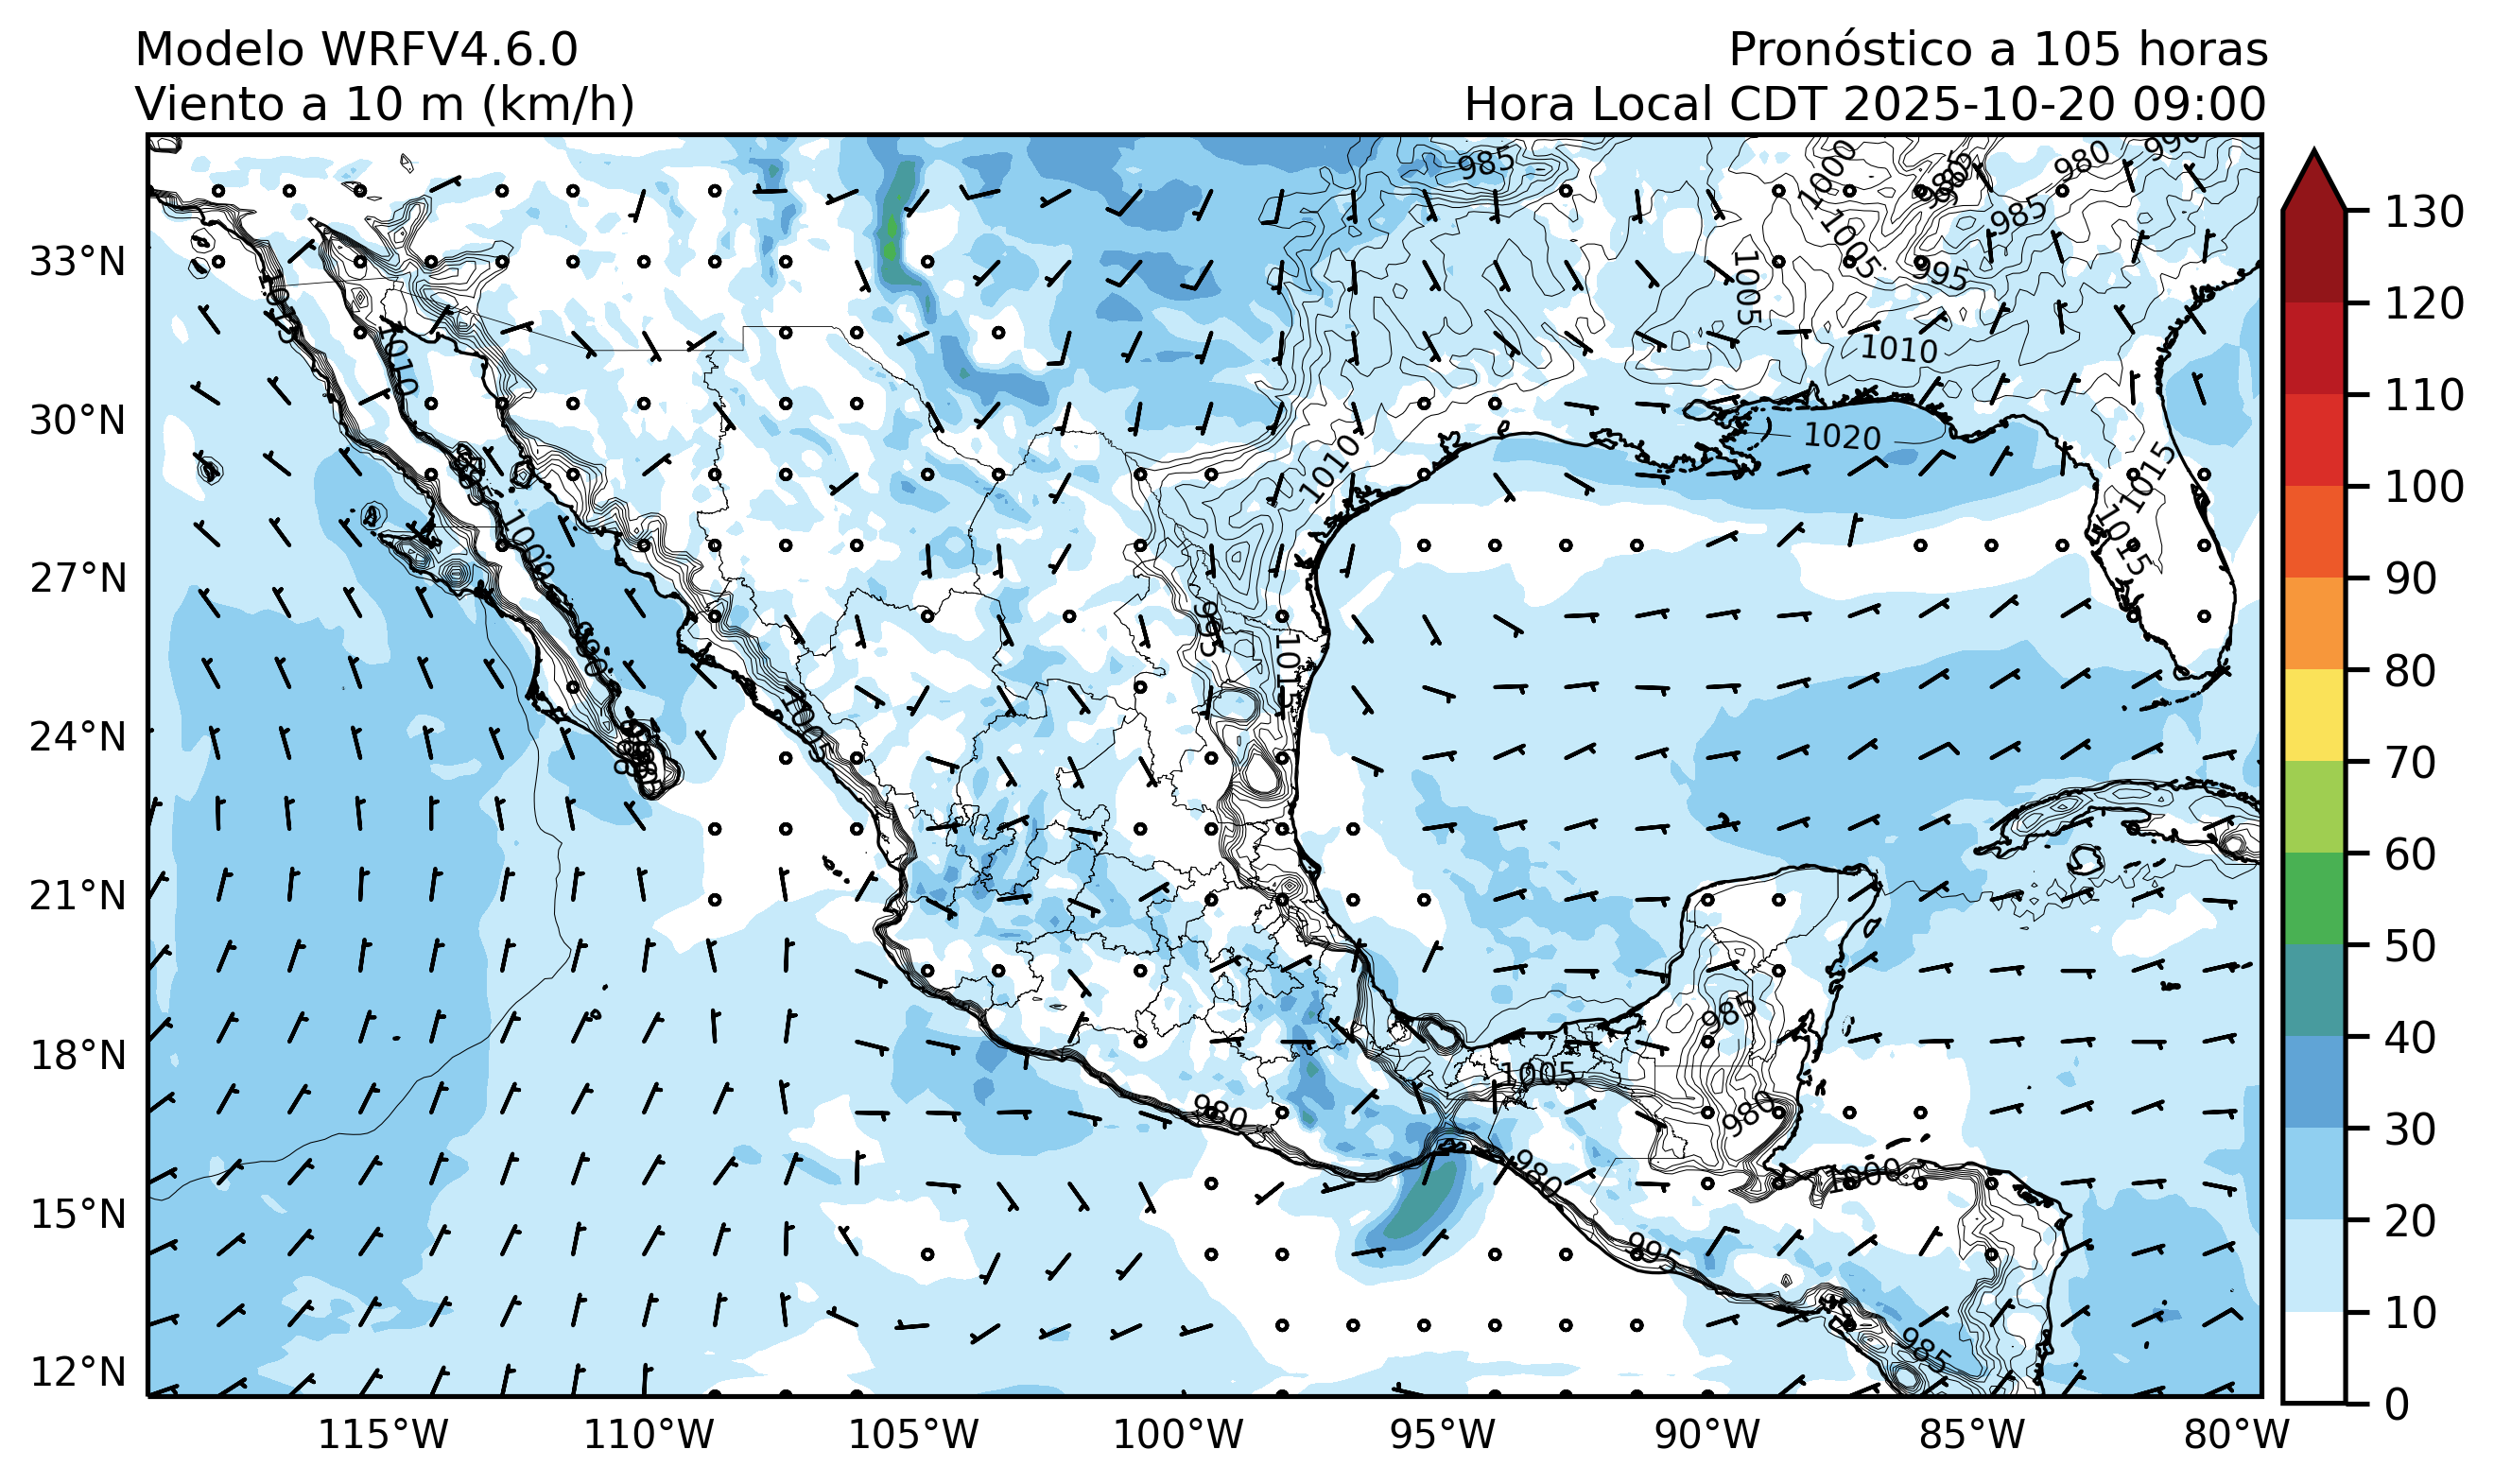 Modelo WRFV4.6.0
Pronóstico a 105 horas
Viento a 10 m (km/h)
Hora Local CDT 2025-10-20 09:00
33°N
30°N
27°N
24°N
21°N
18°N
15°N
12°N
115°W
110°W
105°W
100°W
95°W
90°W
85°W
80°W
130
120
110
100
90
80
70
60
50
40
30
20
10
0
985
1000
980
990
985
1005
995
1005
1010
1010
1020
1010
1015
1015
1000
995
1015
1005
985
1005
980
980
980
1000
995
985